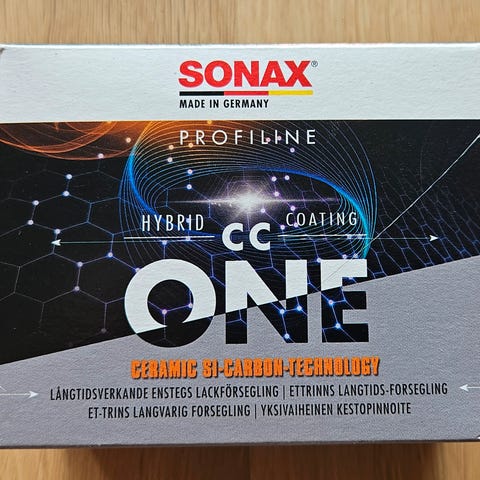 SONAX®
MADE IN GERMANY
PROFILINE
HYBRID COATING
CC
ONE
CERAMIC SI-CARBON-TECHNOLOGY
LÅNGTIDSVERKANDE ENSTEGS LACKFÖRSEGLING | ETTRINNS LANGTIDS-FORSEGLING
ET-TRINS LANGVARIG FORSEGLING | YKSIVAIHEINEN KESTOPINNOITE